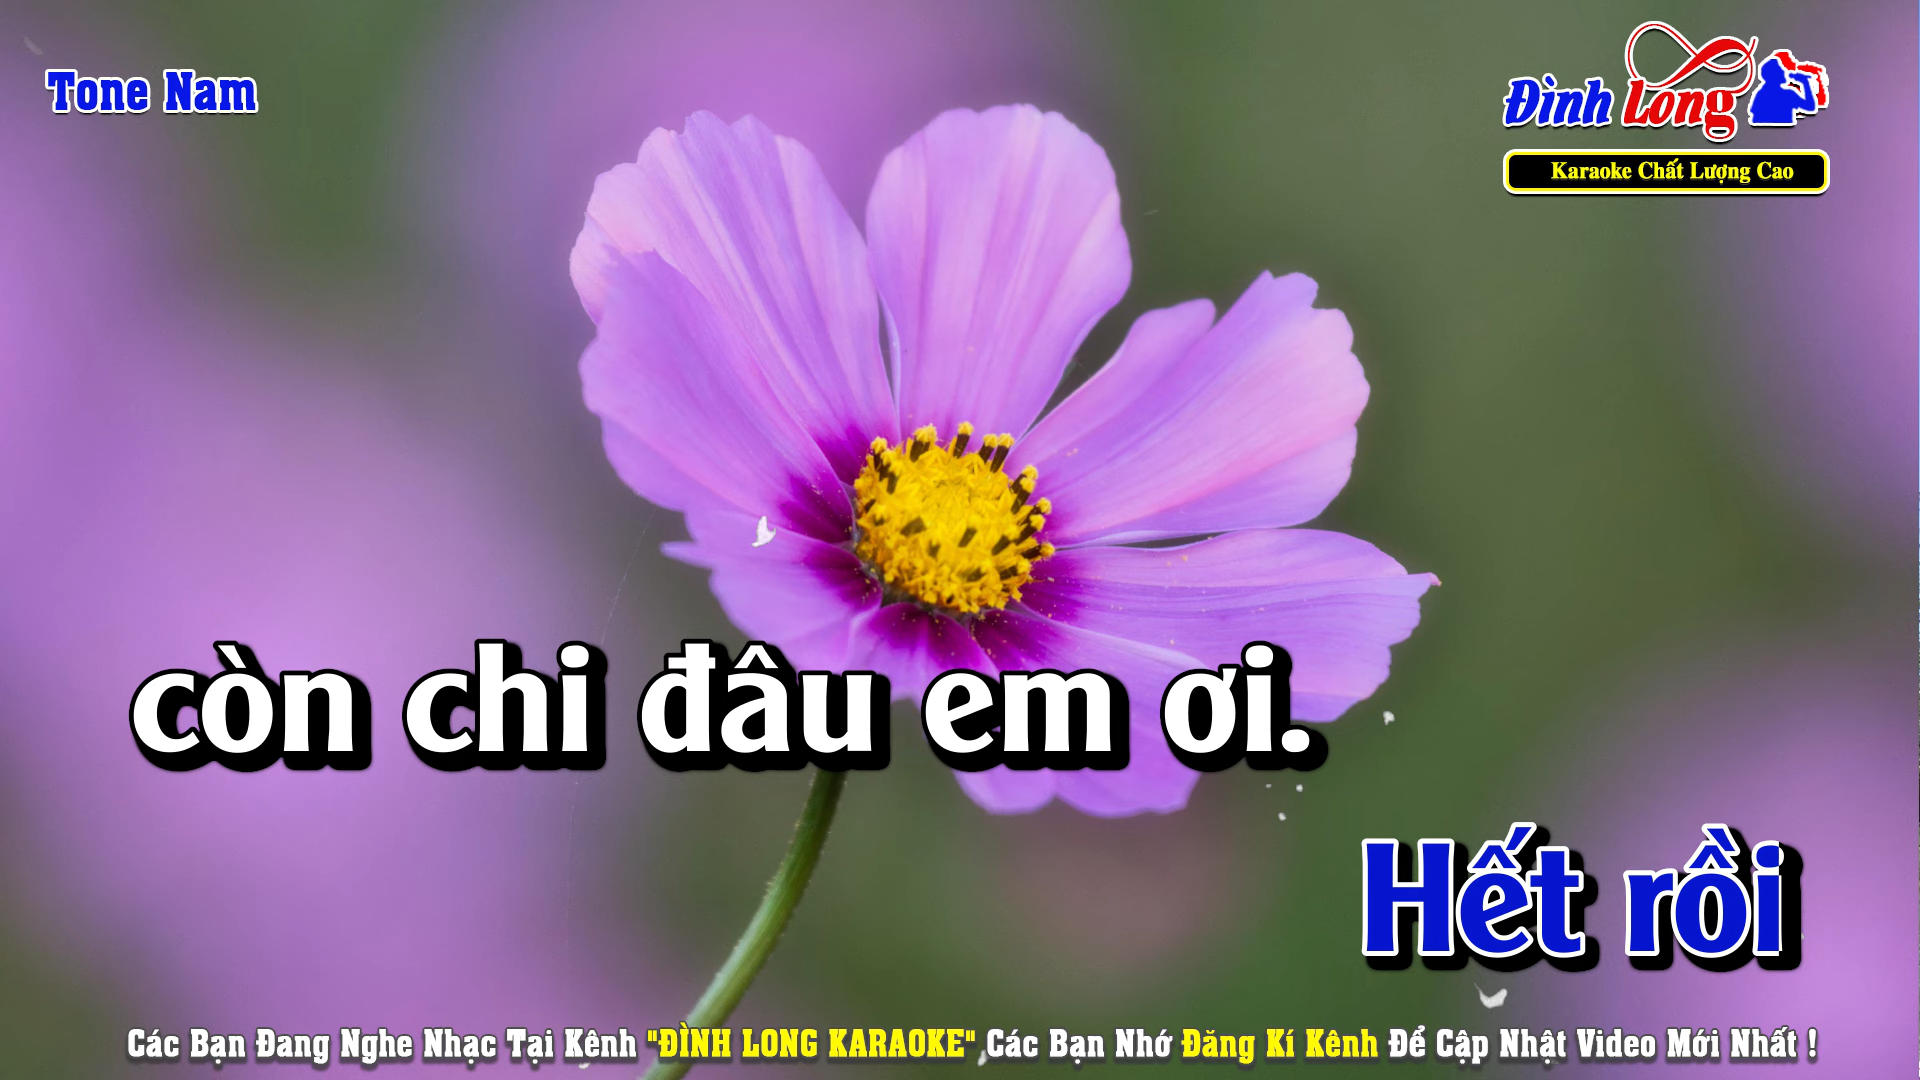 Tone Nam
Đình Long
Karaoke Chất Lượng Cao
còn chi đâu em ơi.
Hết rồi
Các Bạn Đang Nghe Nhạc Tại Kênh "ĐÌNH LONG KARAOKE" Các Bạn Nhớ Đăng Kí Kênh Để Cập Nhật Video Mới Nhất !